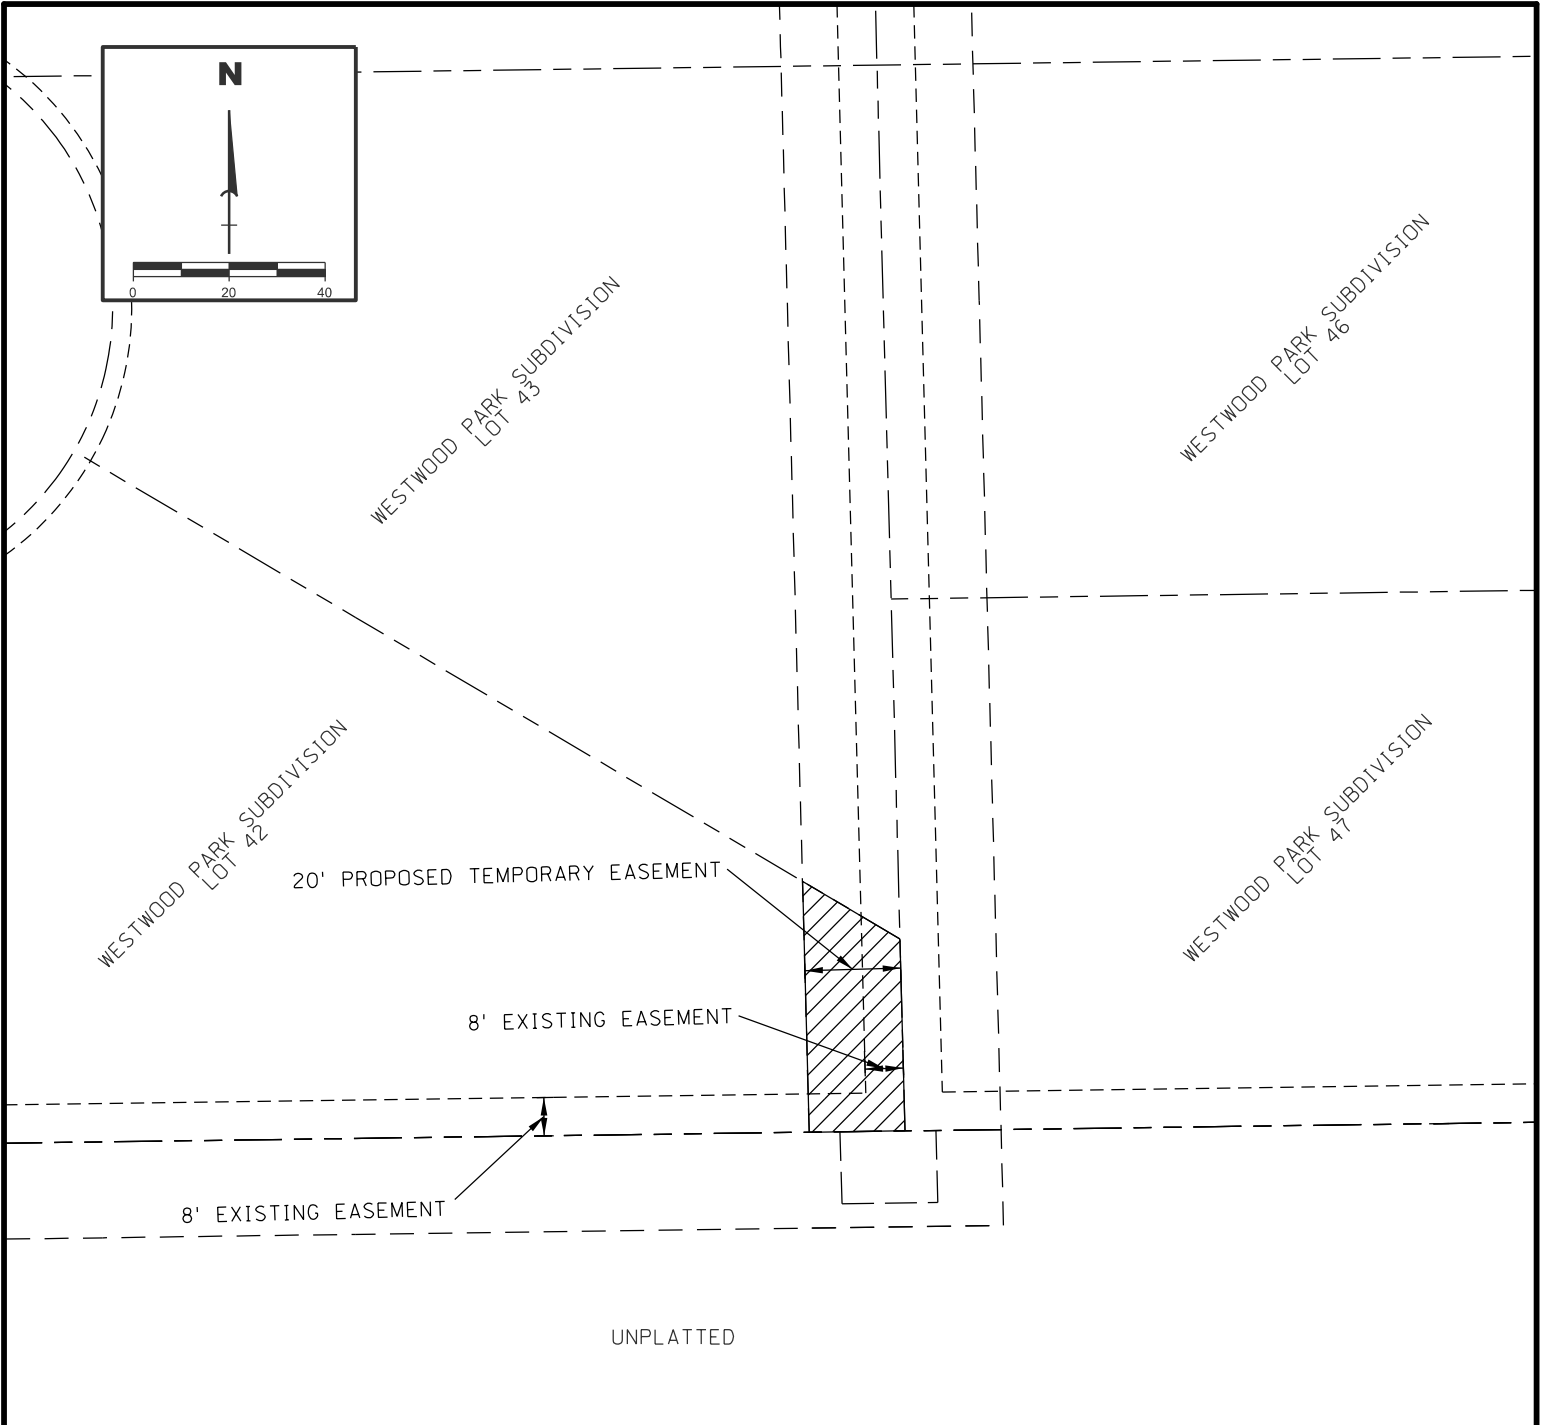 N
0 20 40
WESTWOOD PARK SUBDIVISION
LOT 43
WESTWOOD PARK SUBDIVISION
LOT 46
WESTWOOD PARK SUBDIVISION
LOT 42
WESTWOOD PARK SUBDIVISION
LOT 47
20' PROPOSED TEMPORARY EASEMENT
8' EXISTING EASEMENT
8' EXISTING EASEMENT
UNPLATTED